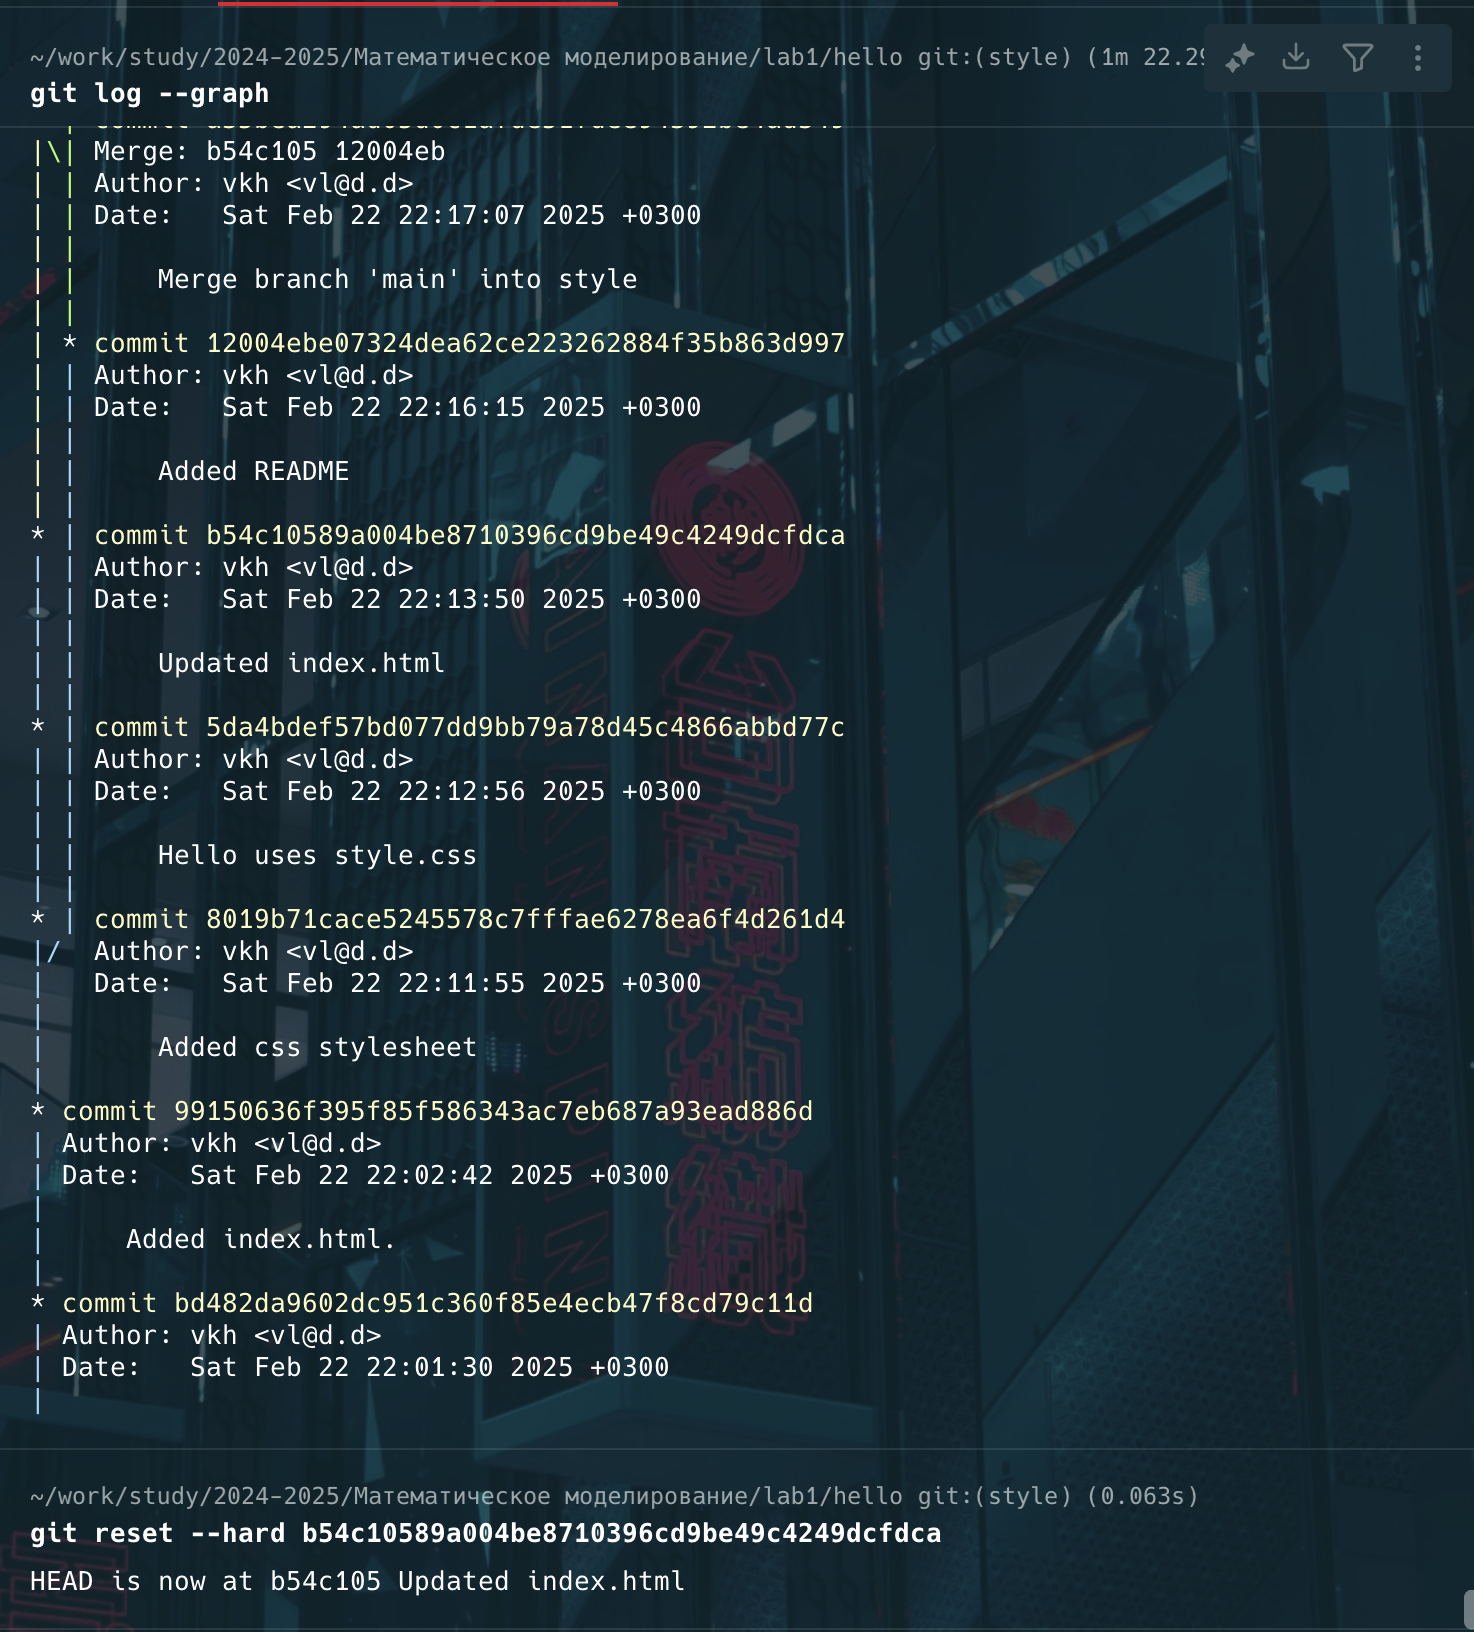 ~/work/study/2024-2025/Математическое моделирование/lab1/hello git:(style) (1m 22.29
git log --graph
|\| Merge: b54c105 12004eb
| | Author: vkh <vl@d.d>
| | Date:   Sat Feb 22 22:17:07 2025 +0300
| |
| |     Merge branch 'main' into style
| |
| * commit 12004ebe07324dea62ce223262884f35b863d997
| | Author: vkh <vl@d.d>
| | Date:   Sat Feb 22 22:16:15 2025 +0300
| |
| |     Added README
| |
* | commit b54c10589a004be8710396cd9be49c4249dcfdca
| | Author: vkh <vl@d.d>
| | Date:   Sat Feb 22 22:13:50 2025 +0300
| |
| |     Updated index.html
| |
* | commit 5da4bdef57bd077dd9bb79a78d45c4866abbd77c
| | Author: vkh <vl@d.d>
| | Date:   Sat Feb 22 22:12:56 2025 +0300
| |
| |     Hello uses style.css
| |
* | commit 8019b71cace5245578c7fffae6278ea6f4d261d4
|/  Author: vkh <vl@d.d>
|   Date:   Sat Feb 22 22:11:55 2025 +0300
|
|       Added css stylesheet
|
* commit 99150636f395f85f586343ac7eb687a93ead886d
| Author: vkh <vl@d.d>
| Date:   Sat Feb 22 22:02:42 2025 +0300
|
|     Added index.html.
|
* commit bd482da9602dc951c360f85e4ecb47f8cd79c11d
| Author: vkh <vl@d.d>
| Date:   Sat Feb 22 22:01:30 2025 +0300
|
~/work/study/2024-2025/Математическое моделирование/lab1/hello git:(style) (0.063s)
git reset --hard b54c10589a004be8710396cd9be49c4249dcfdca
HEAD is now at b54c105 Updated index.html